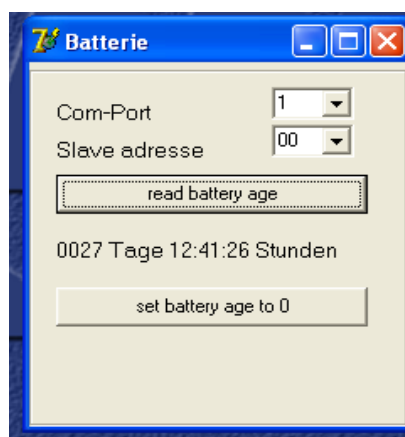 Batterie
Com-Port 1
Slave adresse 00
read battery age
0027 Tage 12:41:26 Stunden
set battery age to 0